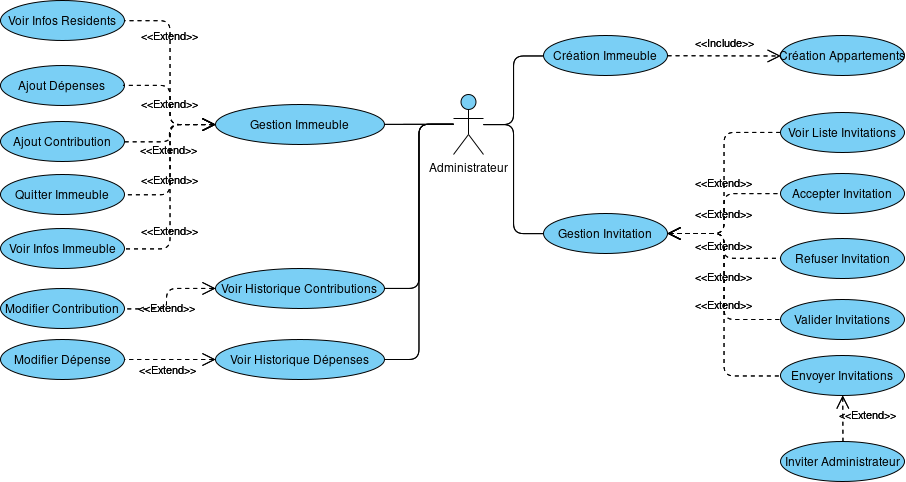 Voir Infos Residents
<<Extend>>
Ajout Dépenses
<<Extend>>
Ajout Contribution
<<Extend>>
Quitter Immeuble
<<Extend>>
Voir Infos Immeuble
<<Extend>>
Gestion Immeuble
Modifier Contribution
<<Extend>>
Voir Historique Contributions
Modifier Dépense
<<Extend>>
Voir Historique Dépenses
Administrateur
Création Immeuble
<<Include>>
Création Appartements
Gestion Invitation
Voir Liste Invitations
<<Extend>>
Accepter Invitation
<<Extend>>
Refuser Invitation
<<Extend>>
<<Extend>>
Valider Invitations
<<Extend>>
Envoyer Invitations
<<Extend>>
Inviter Administrateur